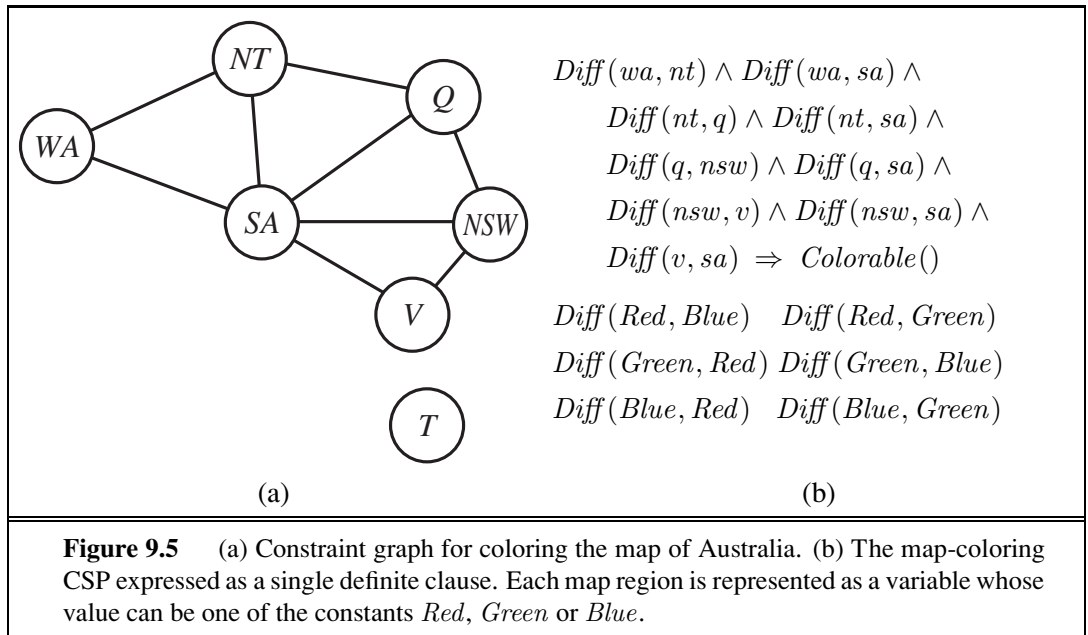 NT
Q
WA
SA
NSW
V
T
(a)
Diff(wa, nt) ∧ Diff(wa, sa) ∧
Diff(nt, q) ∧ Diff(nt, sa) ∧
Diff(q, nsw) ∧ Diff(q, sa) ∧
Diff(nsw, v) ∧ Diff(nsw, sa) ∧
Diff(v, sa) ⇒ Colorable()
Diff(Red, Blue) Diff(Red, Green)
Diff(Green, Red) Diff(Green, Blue)
Diff(Blue, Red) Diff(Blue, Green)
(b)
Figure 9.5 (a) Constraint graph for coloring the map of Australia. (b) The map-coloring
CSP expressed as a single definite clause. Each map region is represented as a variable whose
value can be one of the constants Red, Green or Blue.